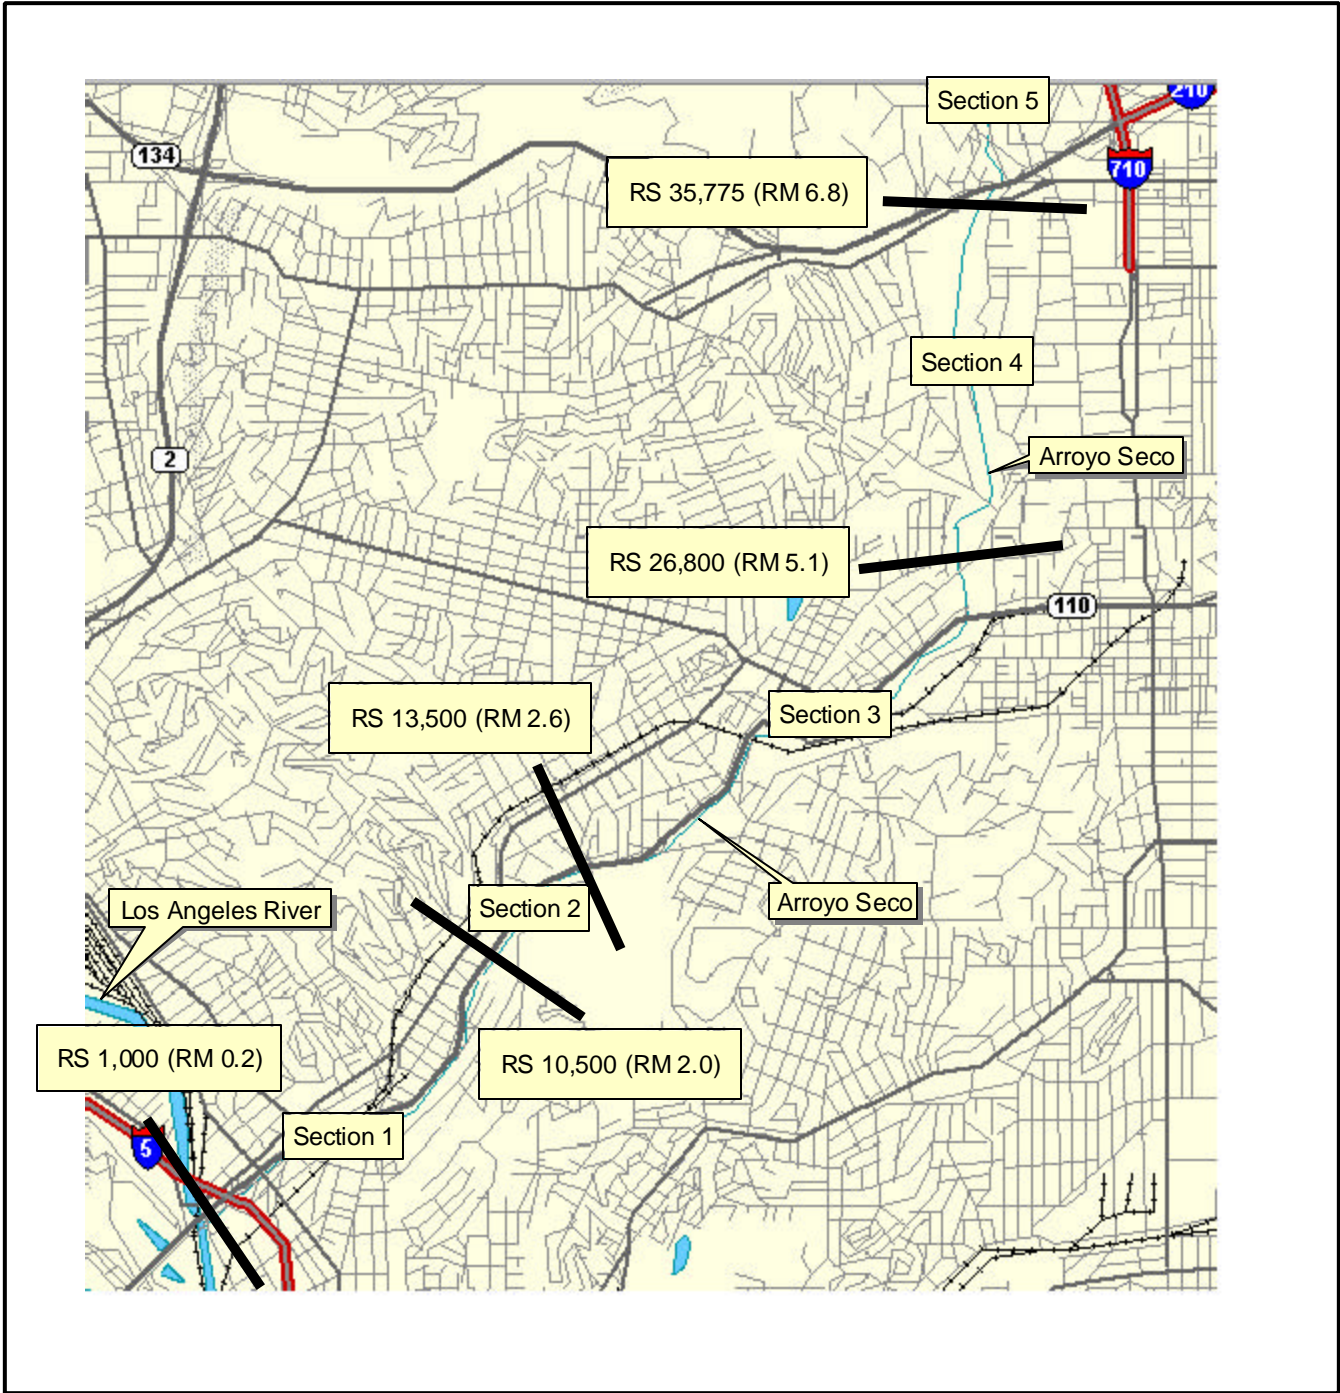 Section 5
210
134
710
RS 35,775 (RM 6.8)
Section 4
Arroyo Seco
2
RS 26,800 (RM 5.1)
110
RS 13,500 (RM 2.6)
Section 3
Section 2
Arroyo Seco
Los Angeles River
RS 1,000 (RM 0.2)
RS 10,500 (RM 2.0)
Section 1
5